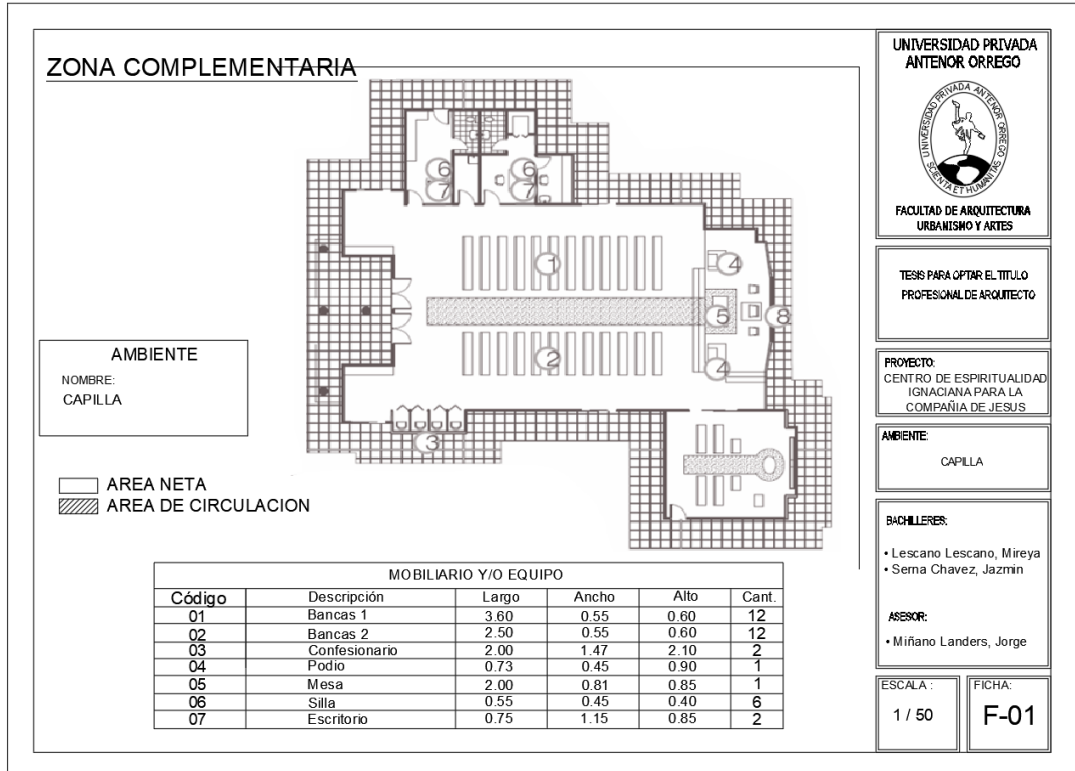 ZONA COMPLEMENTARIA
6
7
6
7
1
4
5
8
2
4
3
AMBIENTE
NOMBRE:
CAPILLA
AREA NETA
AREA DE CIRCULACION
MOBILIARIO Y/O EQUIPO
Código Descripción Largo Ancho Alto Cant.
01 Bancas 1 3.60 0.55 0.60 12
02 Bancas 2 2.50 0.55 0.60 12
03 Confesionario 2.00 1.47 2.10 2
04 Podio 0.73 0.45 0.90 1
05 Mesa 2.00 0.81 0.85 1
06 Silla 0.55 0.45 0.40 6
07 Escritorio 0.75 1.15 0.85 2
UNIVERSIDAD PRIVADA
ANTENOR ORREGO
UNIVERSIDAD PRIVADA ANTENOR ORREGO
SCIENTA ET HUMANITAS
FACULTAD DE ARQUITECTURA
URBANISMO Y ARTES
TESIS PARA OPTAR EL TITULO
PROFESIONAL DE ARQUITECTO
PROYECTO:
CENTRO DE ESPIRITUALIDAD
IGNACIANA PARA LA
COMPAÑIA DE JESUS
AMBIENTE:
CAPILLA
BACHILLERES:
• Lescano Lescano, Mireya
• Serna Chavez, Jazmin
ASESOR:
• Miñano Landers, Jorge
ESCALA :
1 / 50
FICHA:
F-01